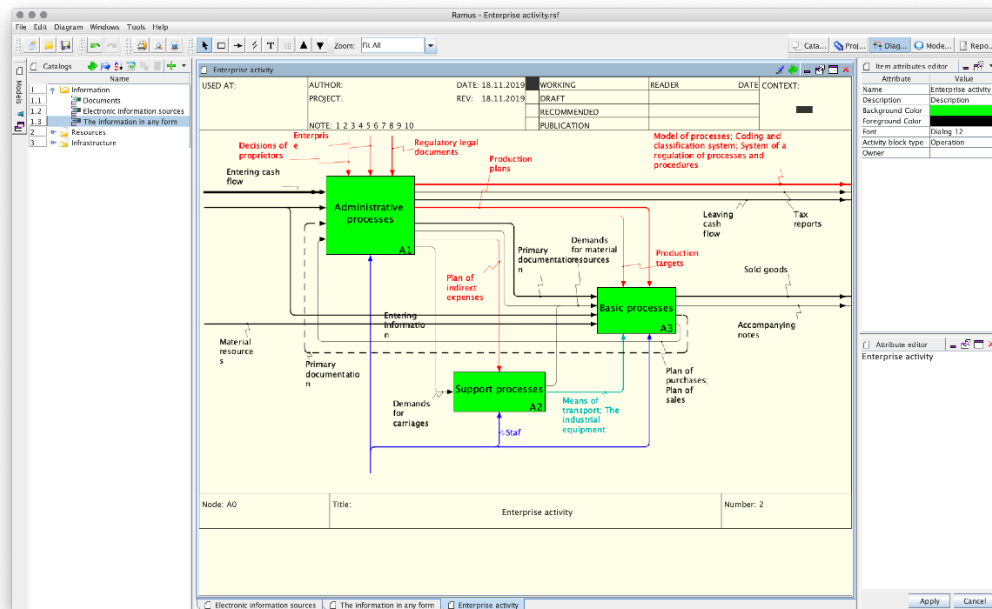 Ramus - Enterprise activity.rsf
File Edit Diagram Windows Tools Help
Zoom: Fit All
Cata... Proj... Diag... Mode... Repo...
Models
Catalogs
Name
1 Information
1.1 Documents
1.2 Electronic information sources
1.3 The information in any form
2 Resources
3 Infrastructure
Enterprise activity
USED AT:
AUTHOR:
DATE: 18.11.2019
WORKING
READER
DATE
CONTEXT:
PROJECT:
REV: 18.11.2019
DRAFT
RECOMMENDED
NOTE: 1 2 3 4 5 6 7 8 9 10
PUBLICATION
Enterpris
e
Decisions of
proprietors
Regulatory legal
documents
Production
plans
Model of processes; Coding and
classification system; System of a
regulation of processes and
procedures
Entering cash
flow
Administrative
processes
A1
Leaving
cash
flow
Tax
reports
Primary
documentatio
n
Demands
for material
resources
Production
targets
Sold goods
Plan of
indirect
expenses
Basic processes
A3
Entering
Informatio
n
Accompanying
notes
Material
resource
s
Primary
documentatio
n
Plan of
purchases;
Plan of
sales
Support processes
A2
Demands
for
carriages
Means of
transport; The
industrial
equipment
Staf
Node: A0
Title:
Enterprise activity
Number: 2
Electronic information sources
The information in any form
Enterprise activity
Item attributes editor
Attribute Value
Name Enterprise activity
Description Description
Background Color
Foreground Color
Font Dialog 12
Activity block type Operation
Owner
Attribute editor
Enterprise activity
Apply Cancel